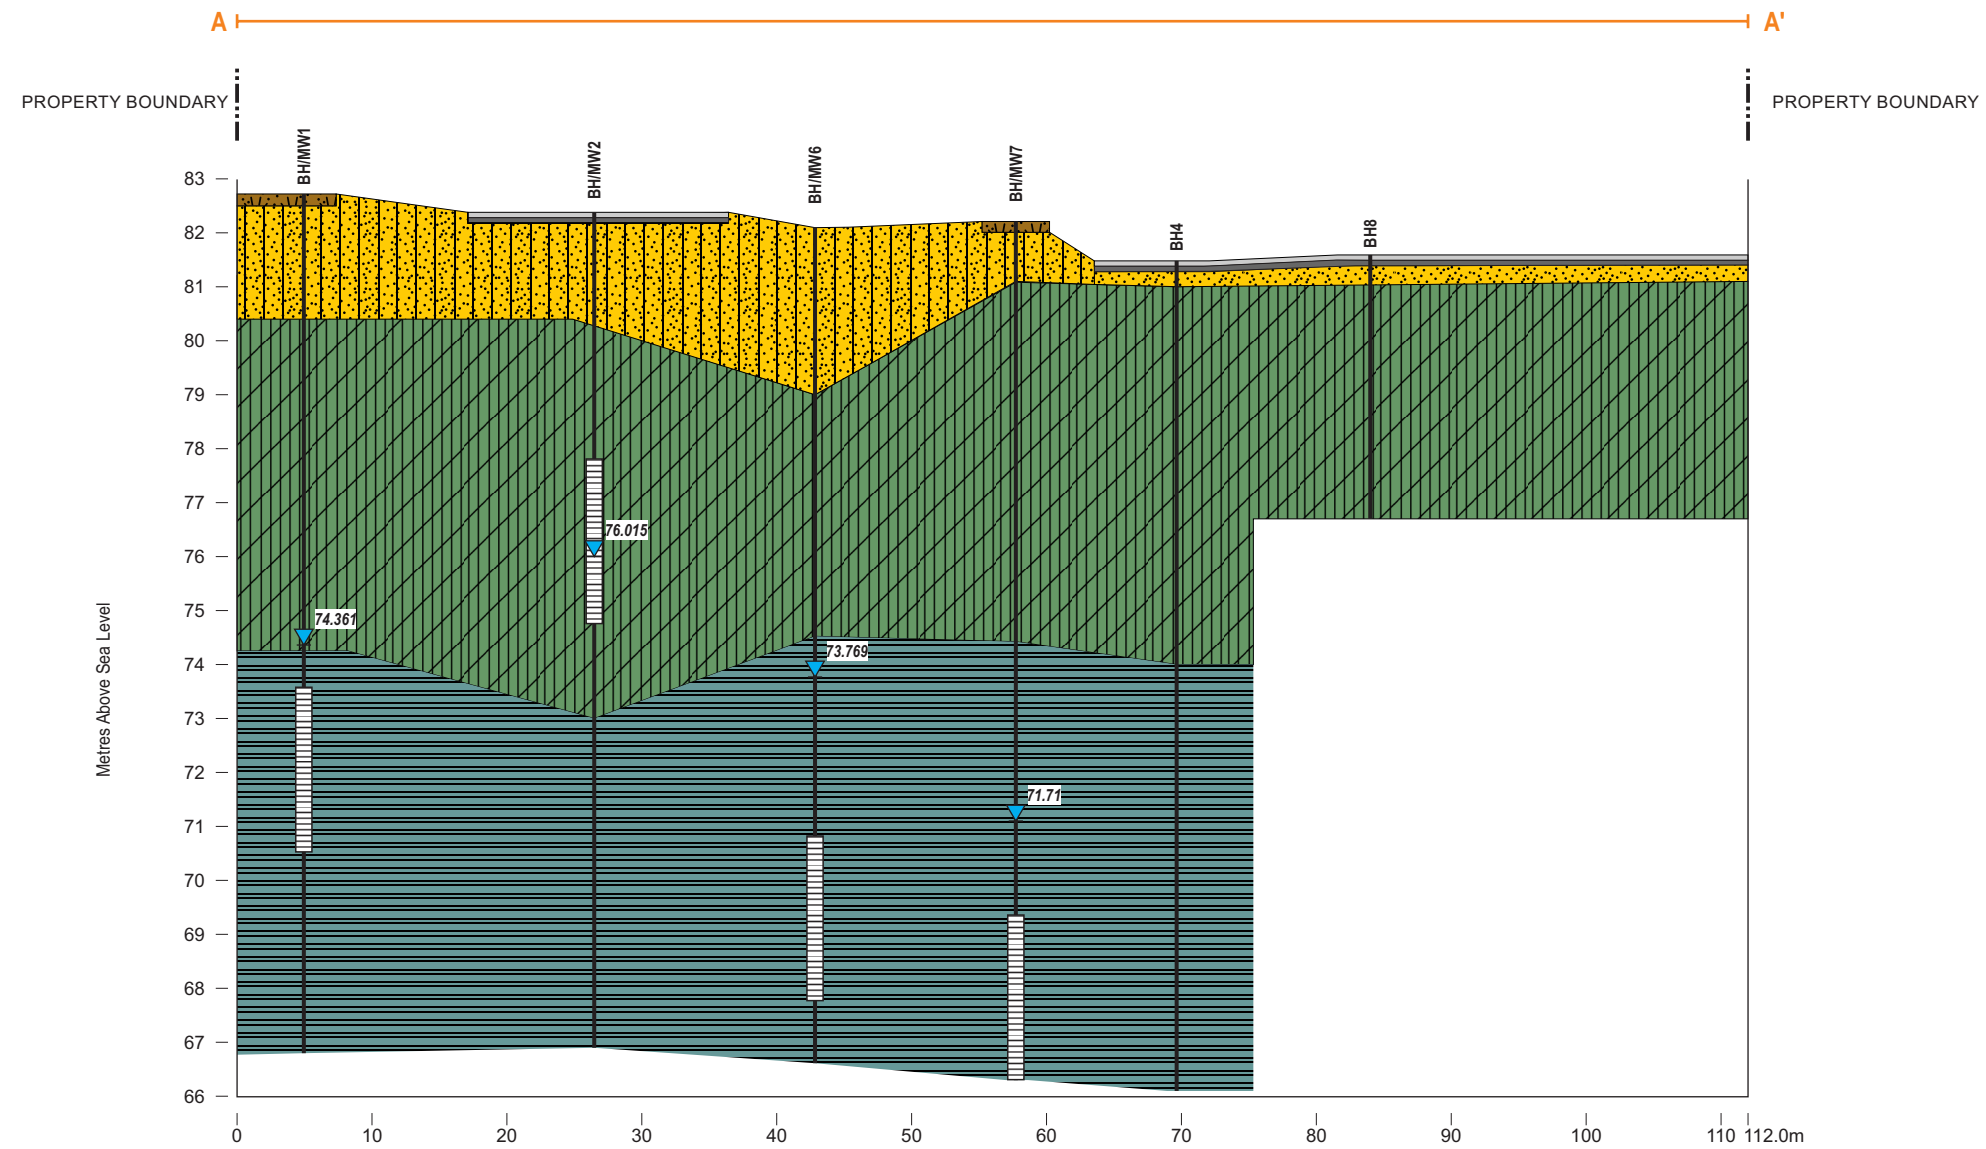 A A'
PROPERTY BOUNDARY PROPERTY BOUNDARY
BH/MW1
BH/MW2
BH/MW6
BH/MW7
BH4
BH8
83
82
81
80
79
78
77
76
75
74
73
72
71
70
69
68
67
66
Metres Above Sea Level
76.015
74.361
73.769
71.71
0 10 20 30 40 50 60 70 80 90 100 110 112.0m